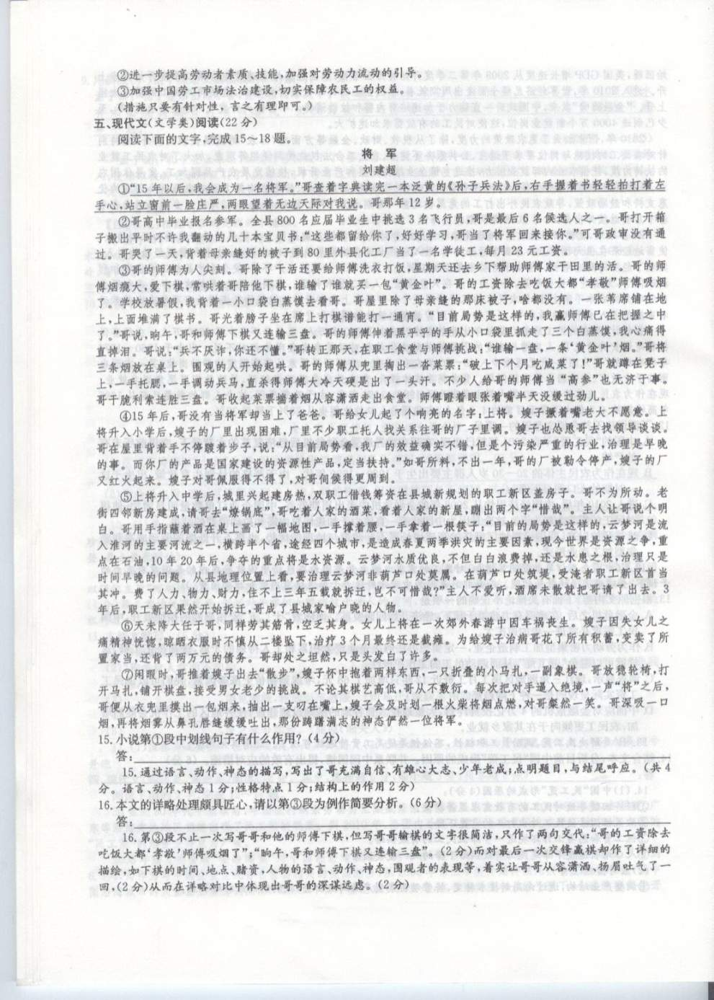 ②进一步提高劳动者素质、技能,加强对劳动力流动的引导。
③加强中国劳工市场法治建设,切实保障农民工的权益。
(措施只要有针对性，言之有理即可。)
五、现代文(文学类)阅读(22分)
阅读下面的文字,完成15～18题。
将 军
刘建超
①“15年以后,我会成为一名将军。”哥查着字典读完一本泛黄的《孙子兵法》后,右手握着书轻轻拍打着左
手心,站立窗前一脸庄严,两眼望着无边天际对我说。哥那年12岁。
②哥高中毕业报名参军。全县800名应届毕业生中挑选3名飞行员,哥是最后6名候选人之一。哥打开箱
子搬出平时不许我翻动的几十本宝贝书:“这些都留给你了,好好学习,哥当了将军回来接你。”可哥政审没有通
过。哥哭了一天,背着母亲缝好的被子到80里外县化工厂当了一名学徒工,每月23元工资。
③哥的师傅为人尖刻。哥除了干活还要给师傅洗衣打饭,星期天还去乡下帮助师傅家干田里的活。哥的师
傅烟瘾大,爱下棋,常哄着哥陪他下棋,谁输了谁就买一包“黄金叶”。哥的工资除去吃饭大都“孝敬”师傅吸烟
了。学校放暑假,我背着一小口袋白蒸馍去看哥。哥屋里除了母亲缝的那床被子,啥都没有。一张苇席铺在地
上,上面堆满了棋书。哥光着膀子坐在席上打棋谱能打一通宵。“目前局势是这样的,我赢师傅已在把握之中
了。”哥说,晌午,哥和师傅下棋又连输三盘。哥的师傅伸着黑乎乎的手从小口袋里抓走了三个白蒸馍,我心痛得
直掉泪。哥说:“兵不厌诈,你还不懂。”哥转正那天,在职工食堂与师傅挑战:“谁输一盘,一条‘黄金叶’烟。”哥将
三条烟放在桌上。围观的人开始起哄。哥的师傅从兜里掏出一沓菜票:“破上下个月吃咸菜了!”哥就蹲在凳子
上,一手托腮,一手调动兵马,直杀得师傅大冷天硬是出了一头汗。不少人给哥的师傅当“高参”也无济于事。
哥干脆利索连胜三盘。哥收起菜票揣着烟从容潇洒走出食堂。师傅瞪着眼张着嘴半天没缓过劲儿。
④15年后,哥没有当将军却当上了爸爸。哥给女儿起了个响亮的名字:上将。嫂子撅着嘴老大不愿意。上
将升入小学后,嫂子的厂里出现困难,厂里不少职工托人找关系往哥的厂子里调。嫂子也怂恿哥去找领导谈谈。
哥在屋里背着手不停踱着步子,说:“从目前局势看,我厂的效益确实不错,但是个污染严重的行业,治理是早晚
的事。而你厂的产品是国家建设的资源性产品,定当扶持。”如哥所料,不出一年,哥的厂被勒令停产,嫂子的厂
又红火起来。嫂子对哥佩服得不得了,对哥伺候得更周到。
⑤上将升入中学后,城里兴起建房热,双职工借钱筹资在县城新规划的职工新区盖房子。哥不为所动。老
街四邻新房建成,请哥去“燎锅底”,哥吃着人家的酒菜,看着人家的新屋,蹦出两个字“惜哉”。主人让哥说个明
白。哥用手指蘸着酒在桌上画了一幅地图,一手撑着腰,一手拿着一根筷子:“目前的局势是这样的,云梦河是流
入淮河的主要河流之一,横跨半个省,途经四个城市,是造成春夏两季洪灾的主要因素,现今世界是资源之争,重
点在石油,10年20年后,争夺的重点将是水资源。云梦河水质优良,不但白白浪费掉,还是水患之根,治理只是
时间早晚的问题。从县地理位置上看,要治理云梦河非葫芦口处莫属。在葫芦口处筑堤,受淹者职工新区首当
其冲。费了人力、物力、财力,住不上三年五载就拆迁,岂不可惜哉?”主人不爱听,酒席未散就把哥请了出去。3
年后,职工新区果然开始拆迁,哥成了县城家喻户晓的人物。
⑥天未降大任于哥,同样劳其筋骨,空乏其身。女儿上将在一次郊外春游中因车祸丧生。嫂子因失女儿之
痛精神恍惚,晾晒衣服时不慎从二楼坠下,治疗3个月最终还是截瘫。为给嫂子治病哥花了所有积蓄,变卖了所
置家当,还背了两万元的债务。哥却处之坦然,只是头发白了许多。
⑦闲暇时,哥推着嫂子出去“散步”,嫂子怀中抱着两样东西,一只折叠的小马扎,一副象棋。哥放稳轮椅,打
开马扎,铺开棋盘,接受男女老少的挑战。不论其棋艺高低,哥从不敷衍。每次把对手逼入绝境,一声“将”之后,
哥便从衣兜里摸出一包烟来,抽出一支叼在嘴上,嫂子会及时划一根火柴将烟点燃,对哥粲然一笑。哥深吸一口
烟,再将烟雾从鼻孔唇缝缓缓吐出,那份踌躇满志的神态俨然一位将军。
15.小说第①段中划线句子有什么作用?(4分)
答:
15.通过语言、动作、神态的描写,写出了哥充满自信、有雄心大志、少年老成;点明题目,与结尾呼应。(共4
分。语言、动作、神态1分;性格特点1分;结构上的作用2分)
16.本文的详略处理颇具匠心,请以第③段为例作简要分析。(6分)
答:
16.第③段不止一次写哥哥和他的师傅下棋,但写哥哥输棋的文字很简洁,只作了两句交代:“哥的工资除去
吃饭大都‘孝敬’师傅吸烟了”;“晌午,哥和师傅下棋又连输三盘”。(2分)而对最后一次交锋赢棋却作了详细的
描绘,如下棋的时间、地点、赌资,人物的语言、动作、神态,围观者的表现等,着实让哥哥从容潇洒、扬眉吐气了一
回,(2分)从而在详略对比中体现出哥哥的深谋远虑。(2分)